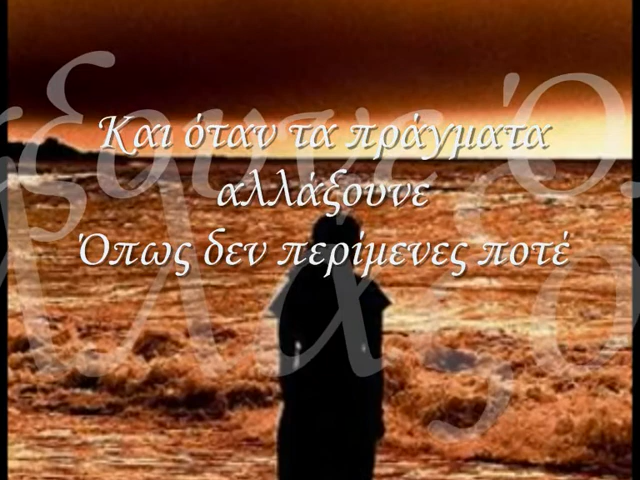 Και όταν τα πράγματα
αλλάξουνε
Όπως δεν περίμενες ποτέ